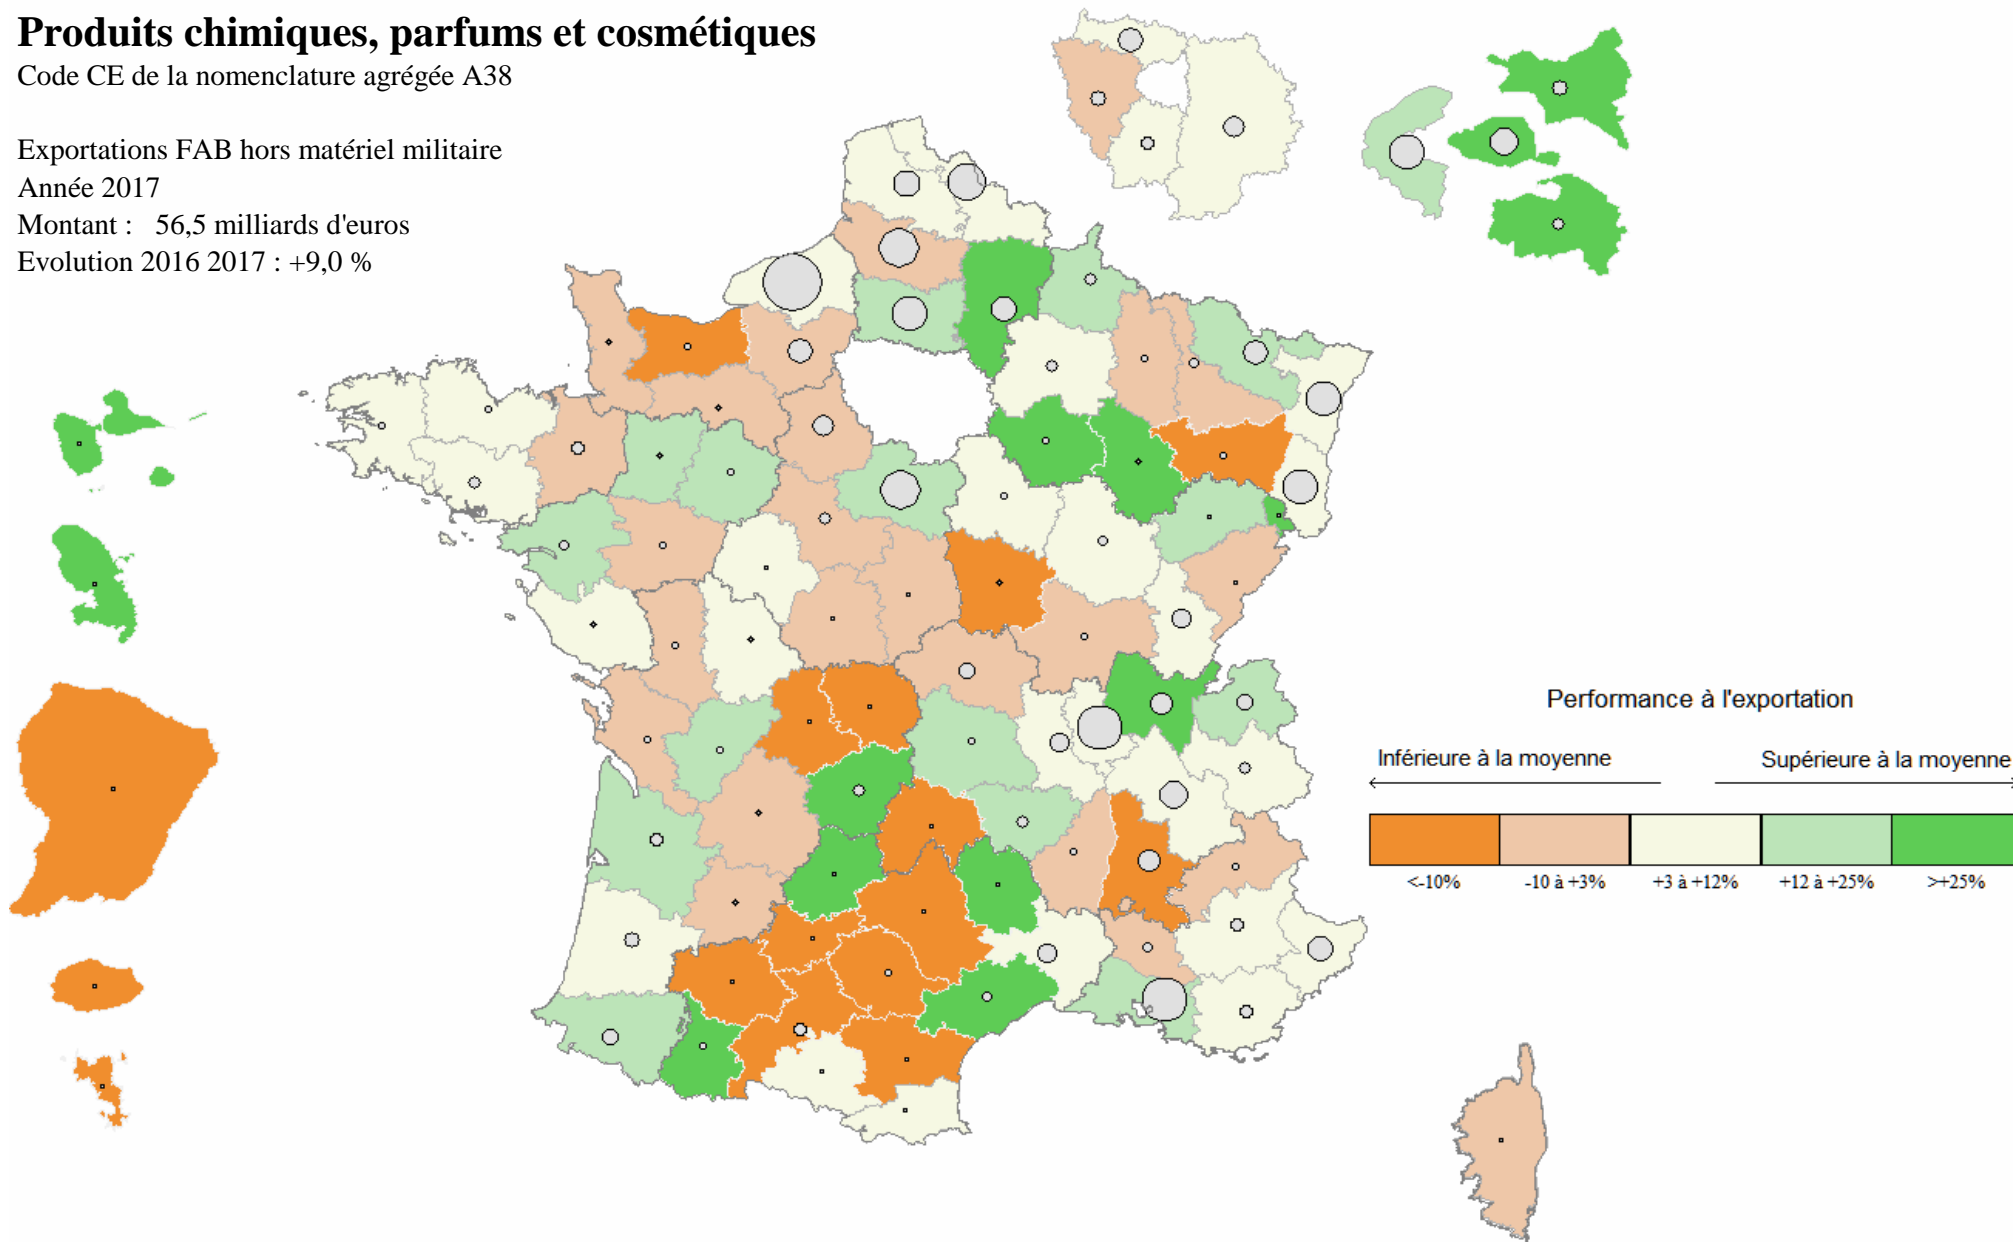 Produits chimiques, parfums et cosmétiques
Code CE de la nomenclature agrégée A38
Exportations FAB hors matériel militaire
Année 2017
Montant : 56,5 milliards d'euros
Evolution 2016 2017 : +9,0 %
Performance à l'exportation
Inférieure à la moyenne Supérieure à la moyenne
<-10% -10 à +3% +3 à +12% +12 à +25% >+25%